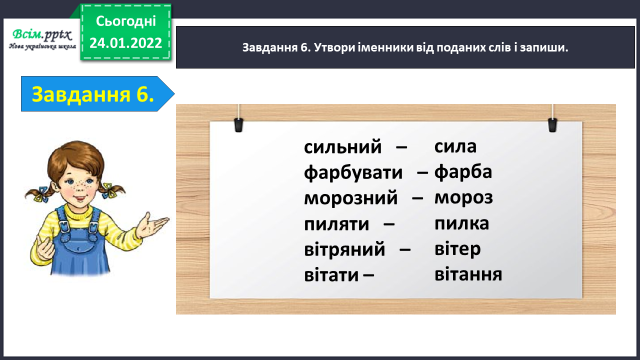 Всім.pptx
Нова українська школа
Сьогодні
24.01.2022
Завдання 6. Утвори іменники від поданих слів і запиши.
Завдання 6.
сильний – сила
фарбувати – фарба
морозний – мороз
пиляти – пилка
вітряний – вітер
вітати – вітання